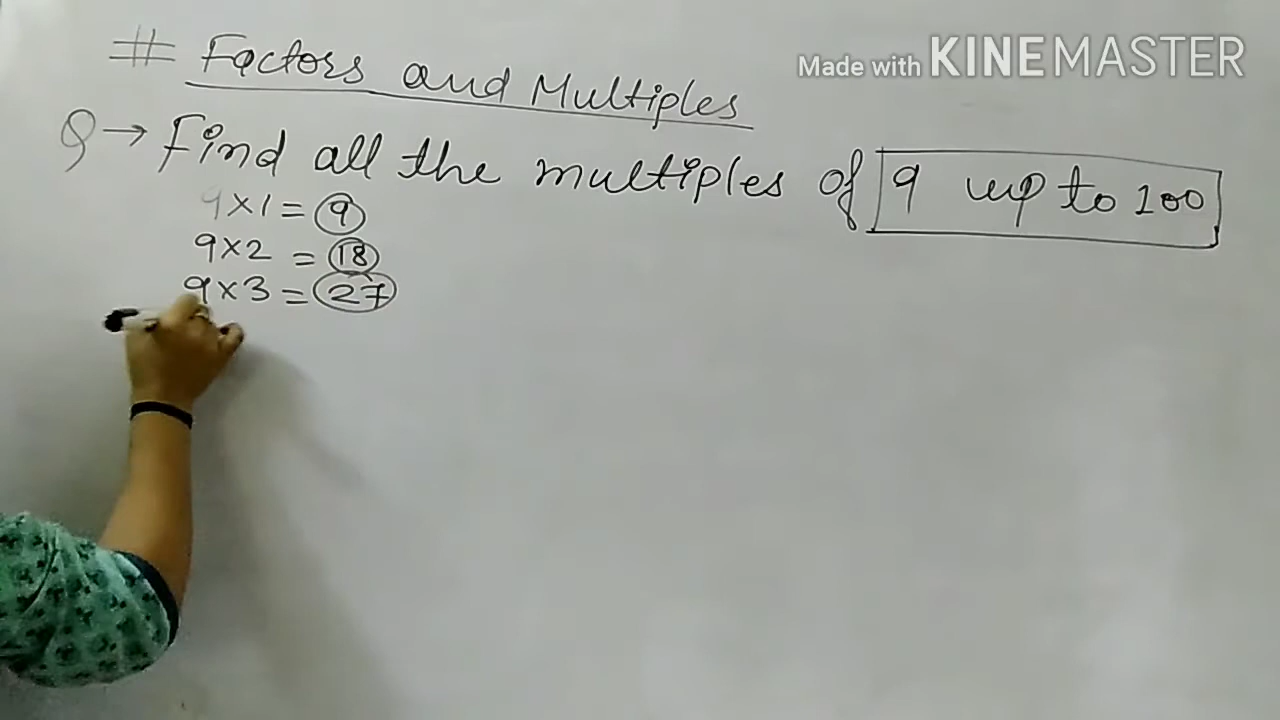 # Factors and Multiples
Made with KINEMASTER
Q → Find all the multiples of 9 up to 100
9×1 = 9
9×2 = 18
9×3 = 27